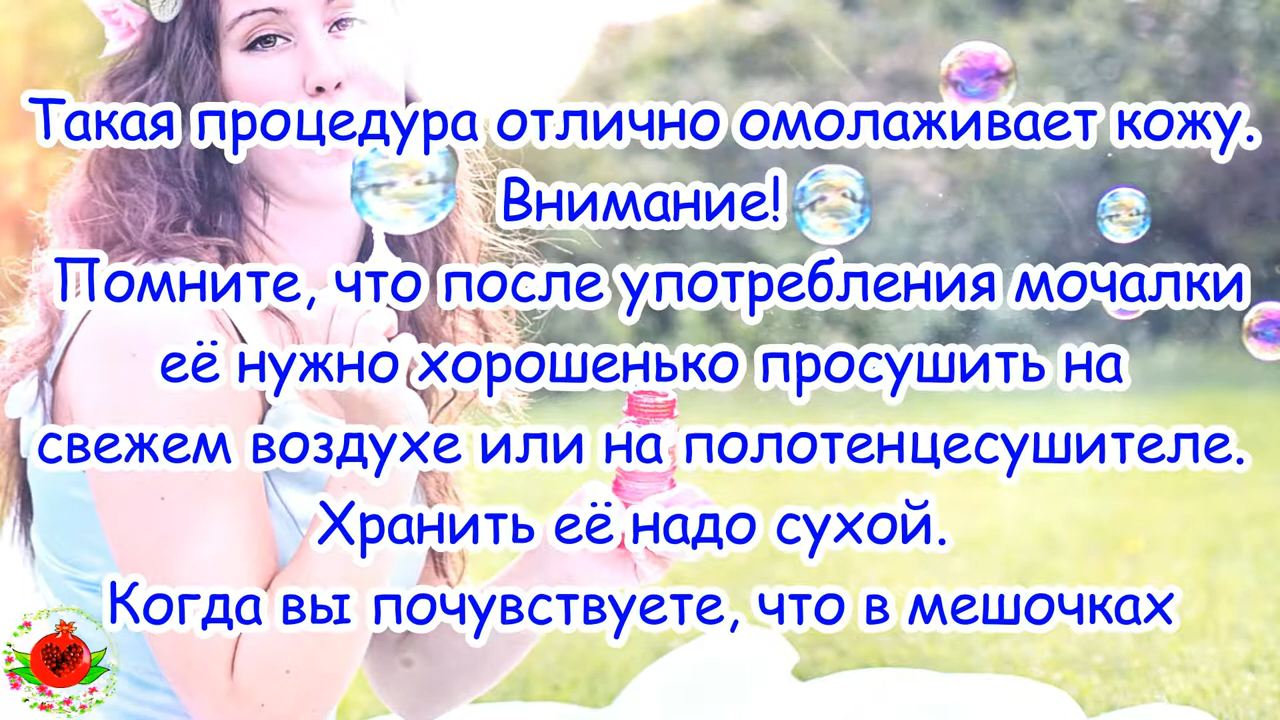 Такая процедура отлично омолаживает кожу.
Внимание!
Помните, что после употребления мочалки
её нужно хорошенько просушить на
свежем воздухе или на полотенцесушителе.
Хранить её надо сухой.
Когда вы почувствуете, что в мешочках